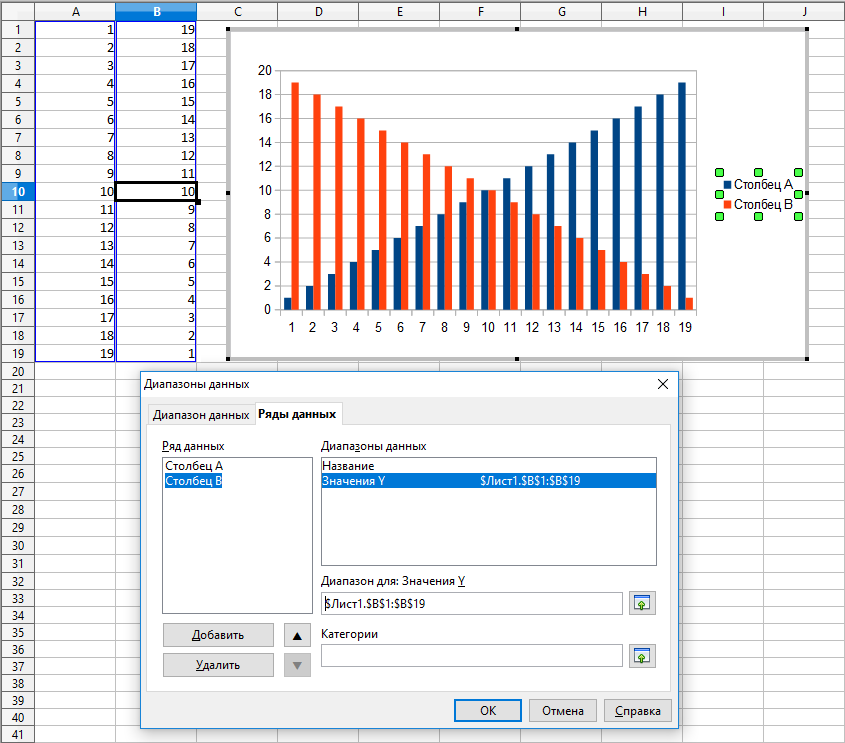 A B C D E F G H I J
1 1 19
2 2 18
3 3 17
4 4 16
5 5 15
6 6 14
7 7 13
8 8 12
9 9 11
10 10 10
11 11 9
12 12 8
13 13 7
14 14 6
15 15 5
16 16 4
17 17 3
18 18 2
19 19 1
20
21
22
23
24
25
26
27
28
29
30
31
32
33
34
35
36
37
38
39
40
41
20
18
16
14
12
10
8
6
4
2
0
1 2 3 4 5 6 7 8 9 10 11 12 13 14 15 16 17 18 19
Столбец A
Столбец B
Диапазоны данных
Диапазон данных Ряды данных
Ряд данных Диапазоны данных
Столбец A Название
Столбец B Значения Y $Лист1.$B$1:$B$19
Диапазон для: Значения Y
$Лист1.$B$1:$B$19
Добавить Категории
Удалить
OK Отмена Справка